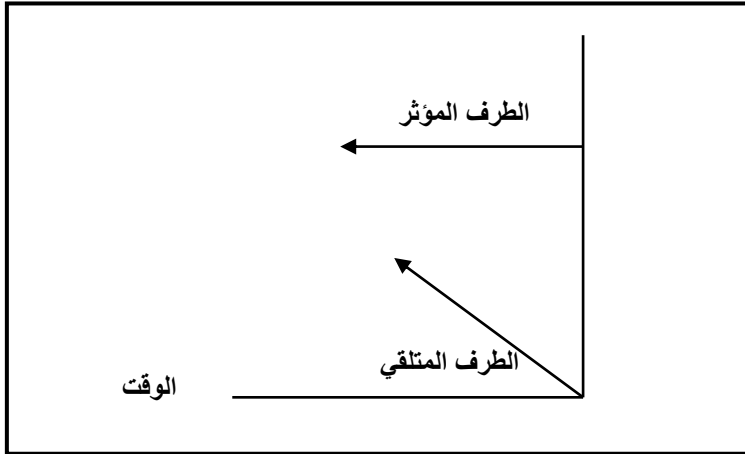 الطرف المؤثر
الطرف المتلقي
الوقت